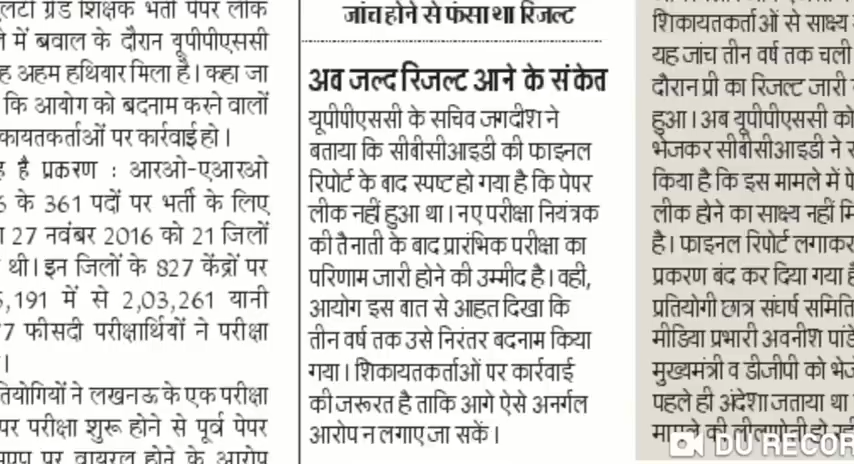 ग्रेड शिक्षक भर्ती पेपर लीक
में बवाल के दौरान यूपीपीएससी
अहम हथियार मिला है। कहा जा
कि आयोग को बदनाम करने वालों
पर कार्रवाई हो।
है प्रकरण : आरओ-एआरओ
के 361 पदों पर भर्ती के लिए
27 नवंबर 2016 को 21 जिलों
थी। इन जिलों के 827 केंद्रों पर
,191 में से 2,03,261 यानी
7 फीसदी परीक्षार्थियों ने परीक्षा
।
ने लखनऊ के एक परीक्षा
पर परीक्षा शुरू होने से पूर्व पेपर
पर वायरल होने के आरोप
जांच होने से फंसा था रिजल्ट
अब जल्द रिजल्ट आने के संकेत
यूपीपीएससी के सचिव जगदीश ने
बताया कि सीबीसीआइडी की फाइनल
रिपोर्ट के बाद स्पष्ट हो गया है कि पेपर
लीक नहीं हुआ था। नए परीक्षा नियंत्रक
की तैनाती के बाद प्रारंभिक परीक्षा का
परिणाम जारी होने की उम्मीद है। वही,
आयोग इस बात से आहत दिखा कि
तीन वर्ष तक उसे निरंतर बदनाम किया
गया। शिकायतकर्ताओं पर कार्रवाई
की जरूरत है ताकि आगे ऐसे अनर्गल
आरोप न लगाए जा सकें।
शिकायतकर्ताओं से साक्ष्य
यह जांच तीन वर्ष तक चली
दौरान प्री का रिजल्ट जारी
हुआ। अब यूपीपीएससी को
भेजकर सीबीसीआइडी ने
किया है कि इस मामले में
लीक होने का साक्ष्य नहीं
है। फाइनल रिपोर्ट लगाकर
प्रकरण बंद कर दिया गया
प्रतियोगी छात्र संघर्ष समिति
मीडिया प्रभारी अवनीश पांडे
मुख्यमंत्री व डीजीपी को
पहले ही अंदेशा जताया था
की लीपापोती हो
DU RECOR